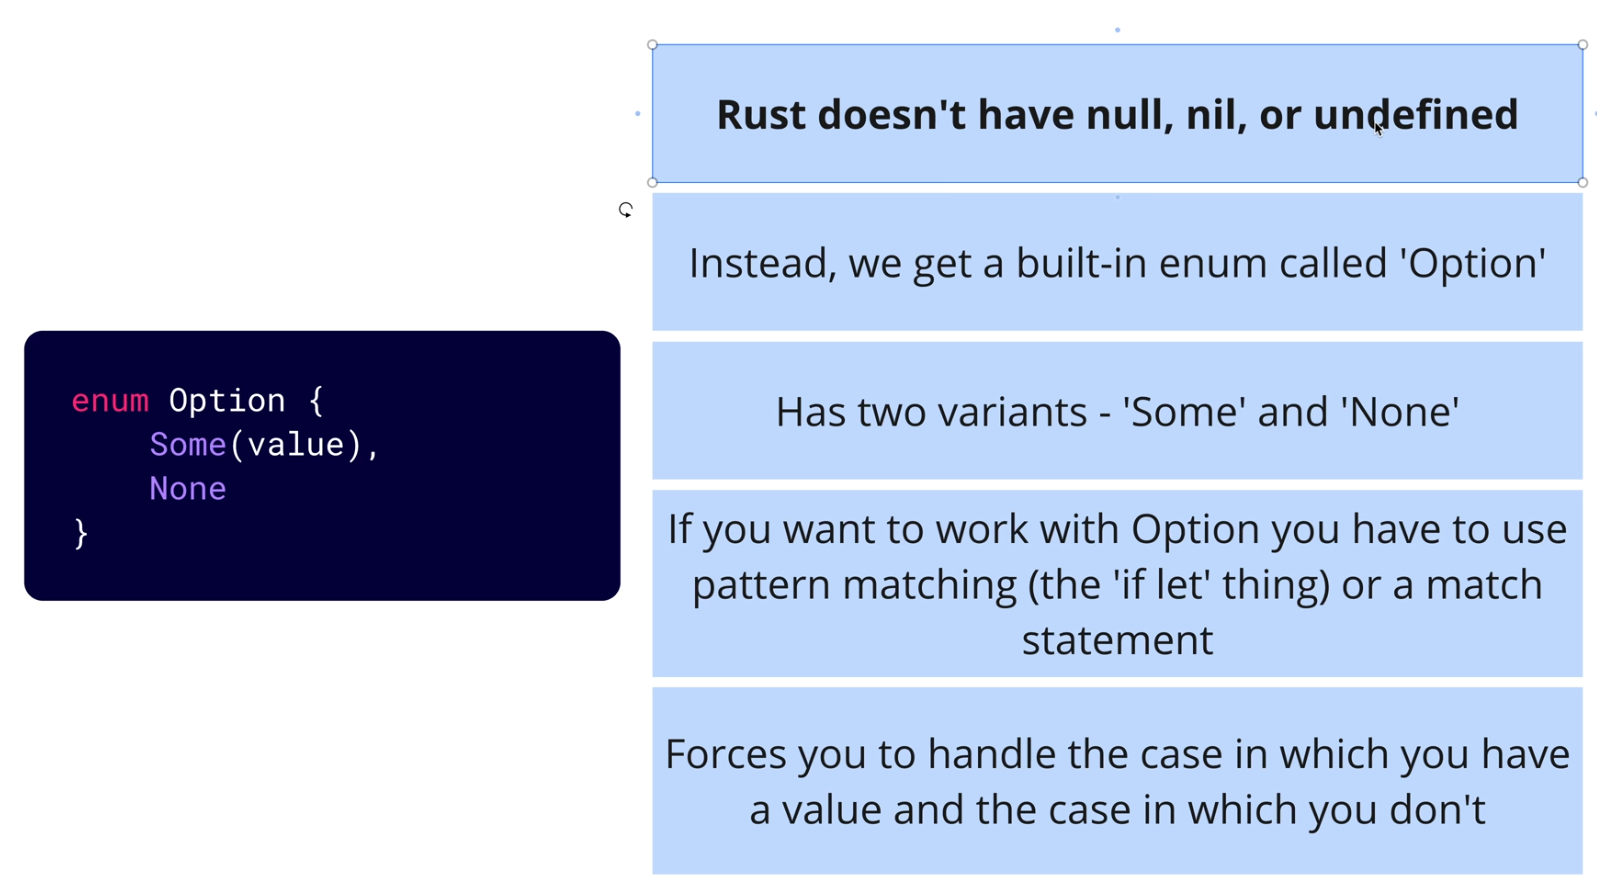 Rust doesn't have null, nil, or undefined
Instead, we get a built-in enum called 'Option'
enum Option {
    Some(value),
    None
}
Has two variants - 'Some' and 'None'
If you want to work with Option you have to use
pattern matching (the 'if let' thing) or a match
statement
Forces you to handle the case in which you have
a value and the case in which you don't